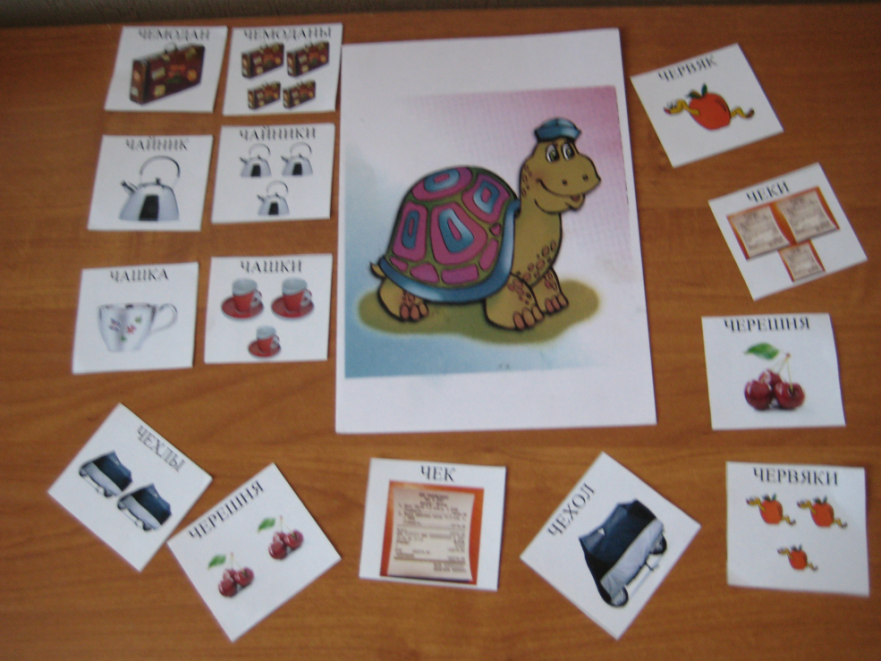 ЧЕМОДАН
ЧЕМОДАНЫ
ЧЕРВЯК
ЧАЙНИК
ЧАЙНИКИ
ЧЕКИ
ЧАШКА
ЧАШКИ
ЧЕРЕШНЯ
ЧЕХЛЫ
ЧЕРЕШНЯ
ЧЕК
ЧЕХОЛ
ЧЕРВЯКИ